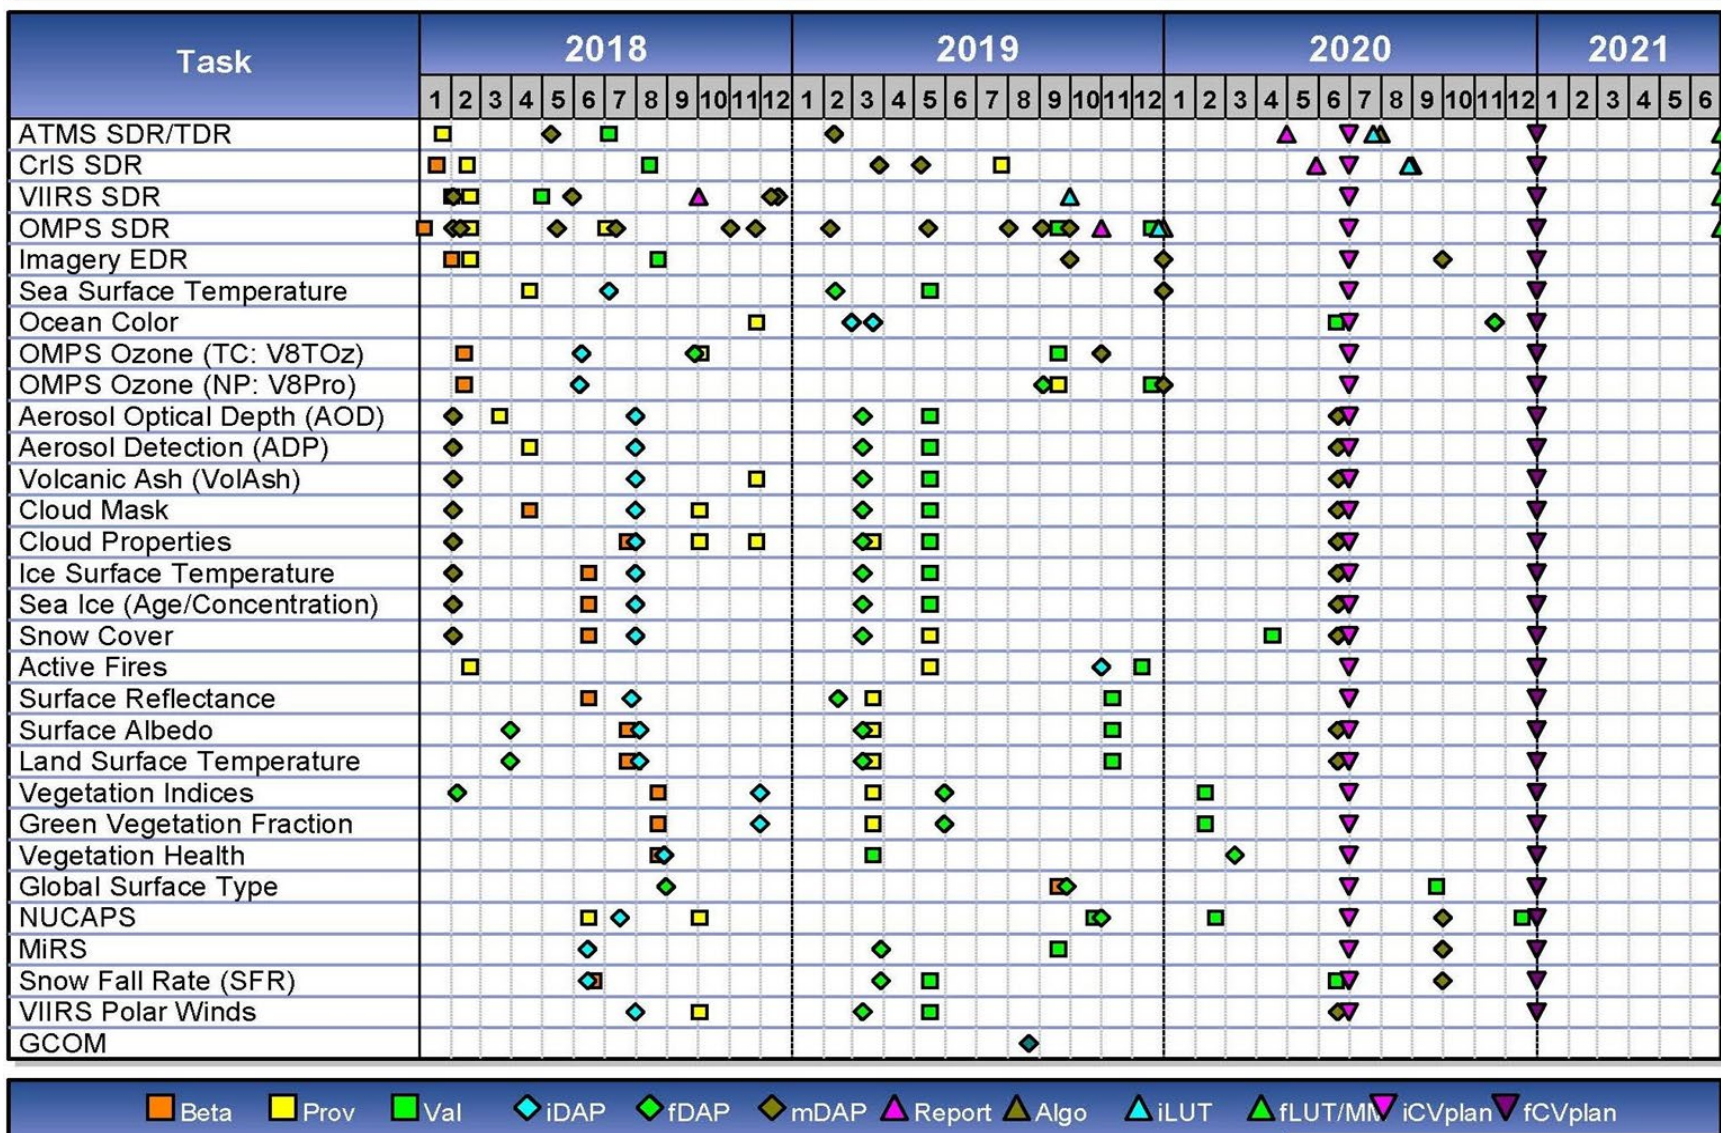 Task 2018 2019 2020 2021
1 2 3 4 5 6 7 8 9 10 11 12 1 2 3 4 5 6 7 8 9 10 11 12 1 2 3 4 5 6 7 8 9 10 11 12 1 2 3 4 5 6
ATMS SDR/TDR
CrIS SDR
VIIRS SDR
OMPS SDR
Imagery EDR
Sea Surface Temperature
Ocean Color
OMPS Ozone (TC: V8TOz)
OMPS Ozone (NP: V8Pro)
Aerosol Optical Depth (AOD)
Aerosol Detection (ADP)
Volcanic Ash (VolAsh)
Cloud Mask
Cloud Properties
Ice Surface Temperature
Sea Ice (Age/Concentration)
Snow Cover
Active Fires
Surface Reflectance
Surface Albedo
Land Surface Temperature
Vegetation Indices
Green Vegetation Fraction
Vegetation Health
Global Surface Type
NUCAPS
MiRS
Snow Fall Rate (SFR)
VIIRS Polar Winds
GCOM
Beta Prov Val iDAP fDAP mDAP Report Algo iLUT fLUT/MM iCVplan fCVplan